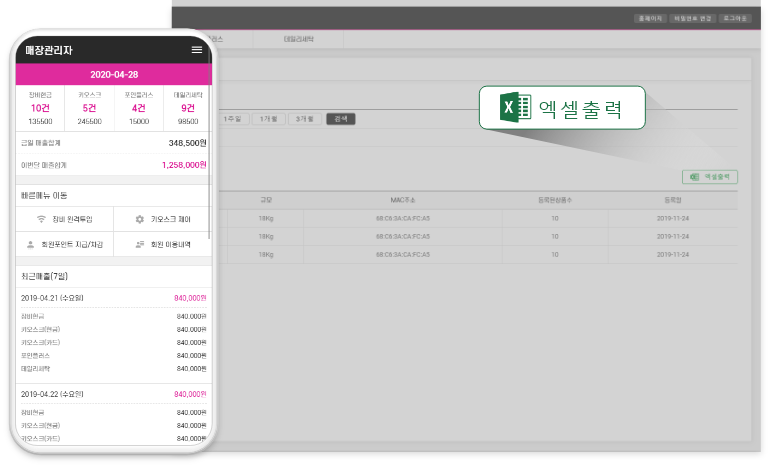 홈페이지 비밀번호 변경 로그아웃
데일리세탁
1주일 1개월 3개월 검색
엑셀출력
엑셀출력
규모 MAC주소 등록현상품수 등록일
19Kg 68:C6:3A:CA:FC:A5 10 2019-11-24
19Kg 68:C6:3A:CA:FC:A5 10 2019-11-24
19Kg 68:C6:3A:CA:FC:A5 10 2019-11-24
매장관리자
2020-04-28
장비현금 키오스크 포인플러스 데일리세탁
10건 5건 4건 9건
135500 245500 15000 98500
금일 매출합계 348,500원
이번달 매출합계 1,258,000원
빠른메뉴 이동
장비 원격투입 키오스크 제어
회원포인트 지급/차감 회원 이용내역
최근매출(7일)
2019-04.21 (수요일) 840,000원
장비현금 840,000원
키오스크(현금) 840,000원
키오스크(카드) 840,000원
포인플러스 840,000원
데일리세탁 840,000원
2019-04.22 (수요일) 840,000원
장비현금 840,000원
키오스크(현금) 840,000원
키오스크(카드) 840,000원